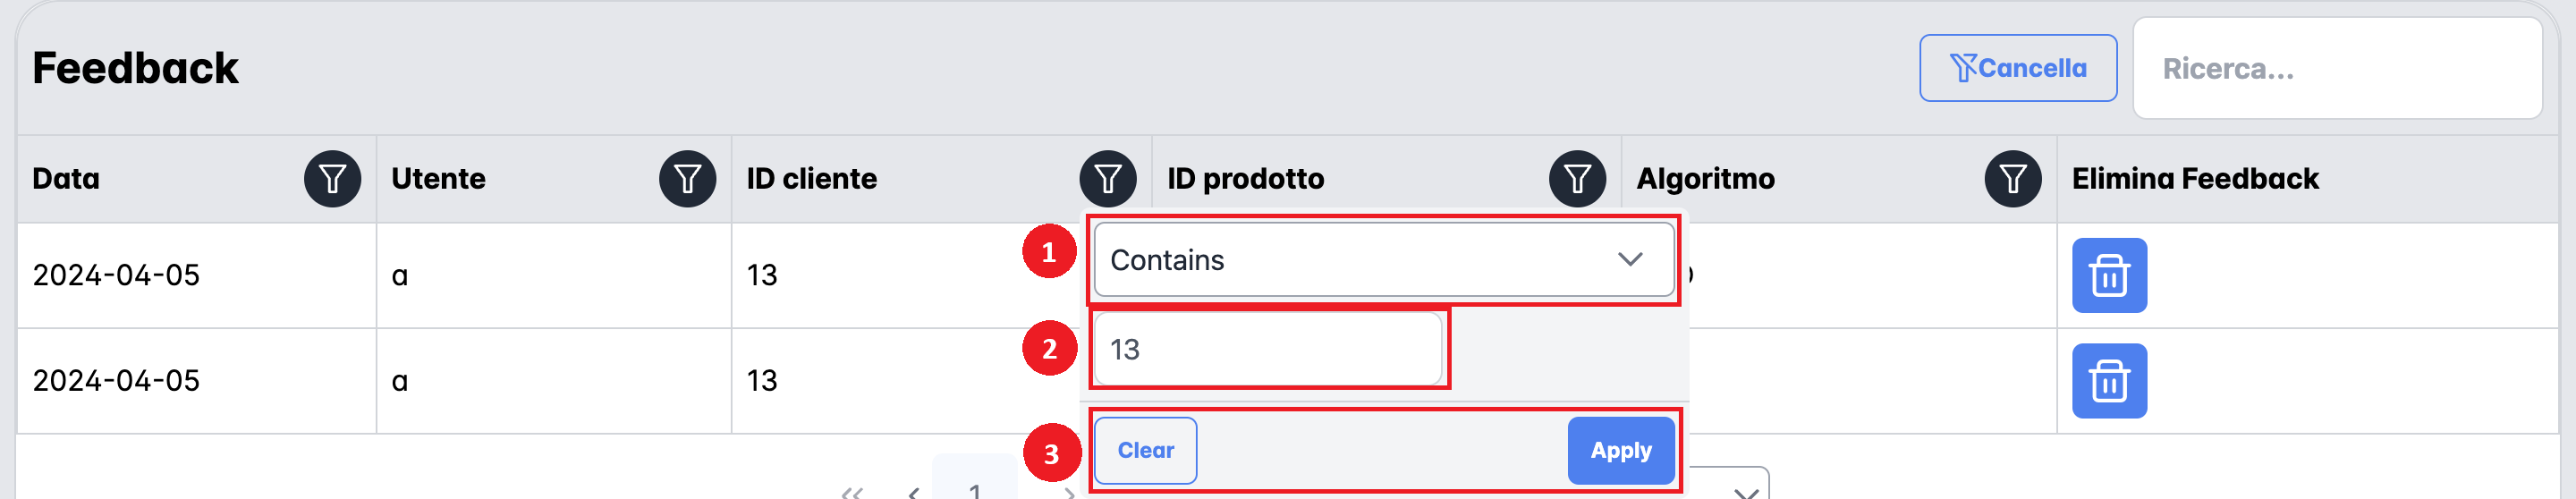 Feedback
Cancella
Ricerca...
Data
Utente
ID cliente
ID prodotto
Algoritmo
Elimina Feedback
1
Contains
2024-04-05
a
13
2
13
2024-04-05
a
13
3
Clear
Apply
1